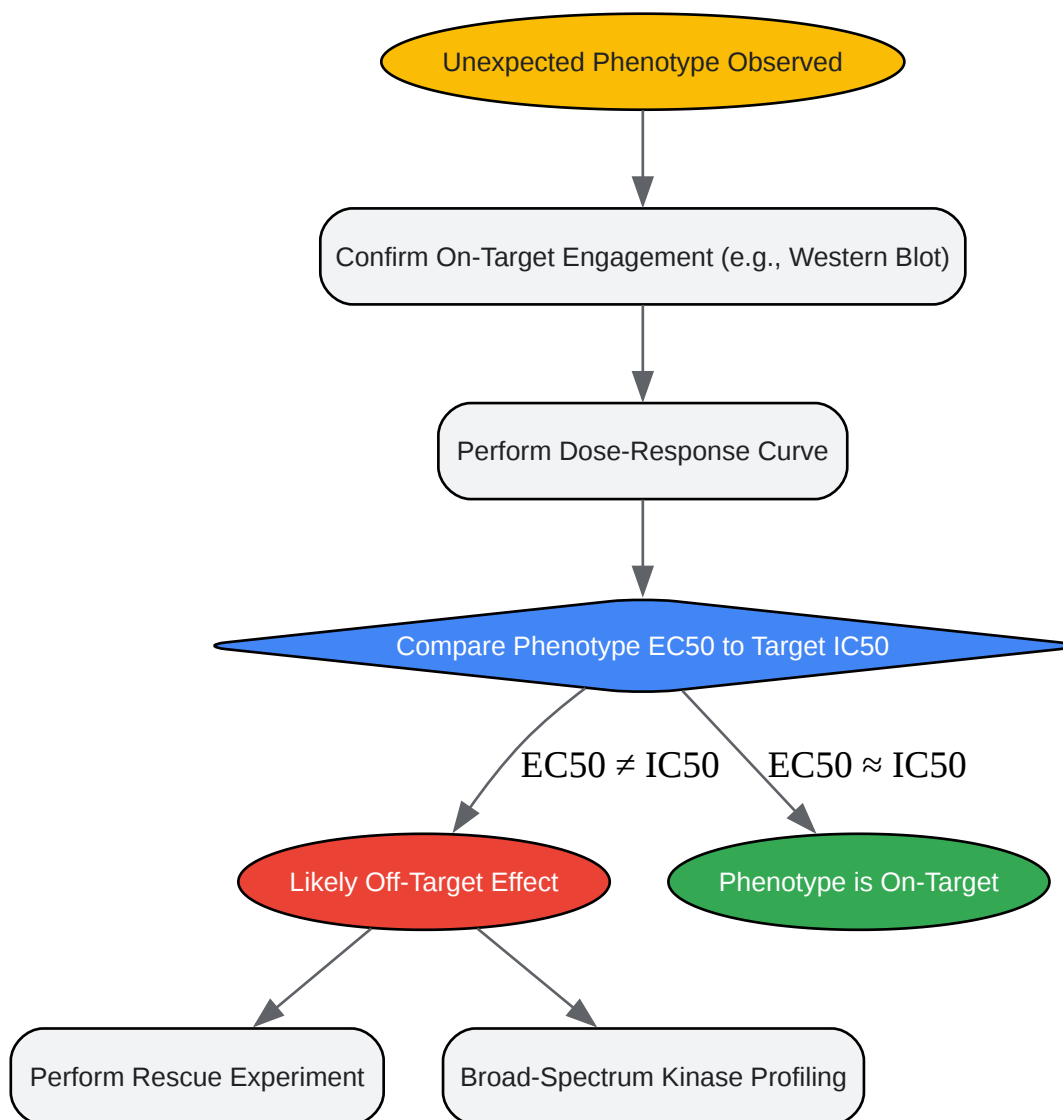 Unexpected Phenotype Observed
Confirm On-Target Engagement (e.g., Western Blot)
Perform Dose-Response Curve
Compare Phenotype EC50 to Target IC50
EC50 ≠ IC50
EC50 ≈ IC50
Likely Off-Target Effect
Phenotype is On-Target
Perform Rescue Experiment
Broad-Spectrum Kinase Profiling